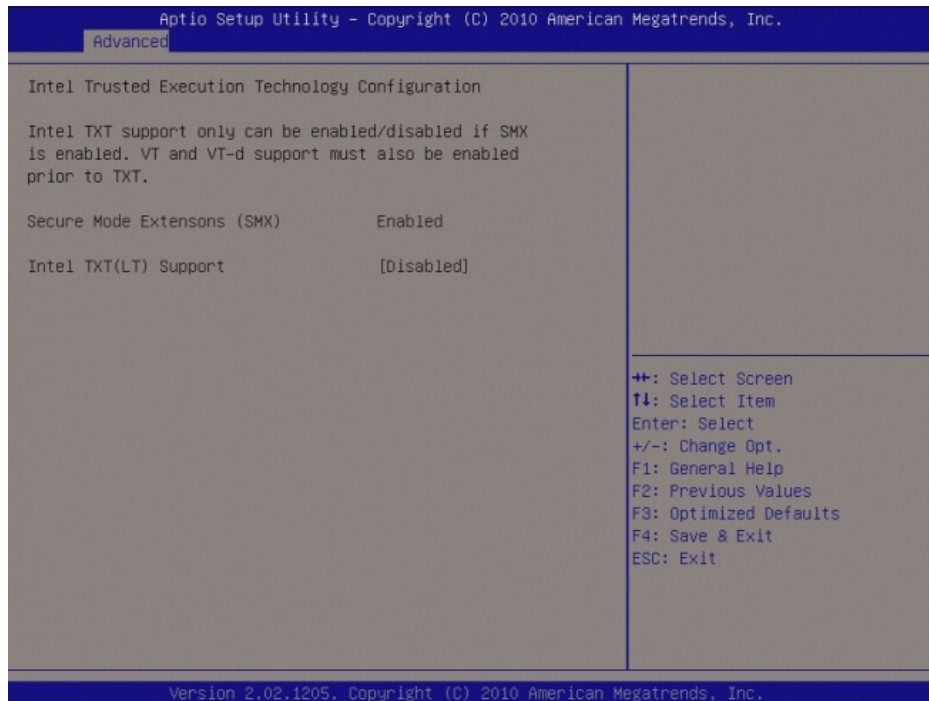 Aptio Setup Utility – Copyright (C) 2010 American Megatrends, Inc.
Advanced
Intel Trusted Execution Technology Configuration
Intel TXT support only can be enabled/disabled if SMX
is enabled. VT and VT-d support must also be enabled
prior to TXT.
Secure Mode Extensons (SMX) Enabled
Intel TXT(LT) Support [Disabled]
→←: Select Screen
↑↓: Select Item
Enter: Select
+/-: Change Opt.
F1: General Help
F2: Previous Values
F3: Optimized Defaults
F4: Save & Exit
ESC: Exit
Version 2.02.1205. Copyright (C) 2010 American Megatrends, Inc.